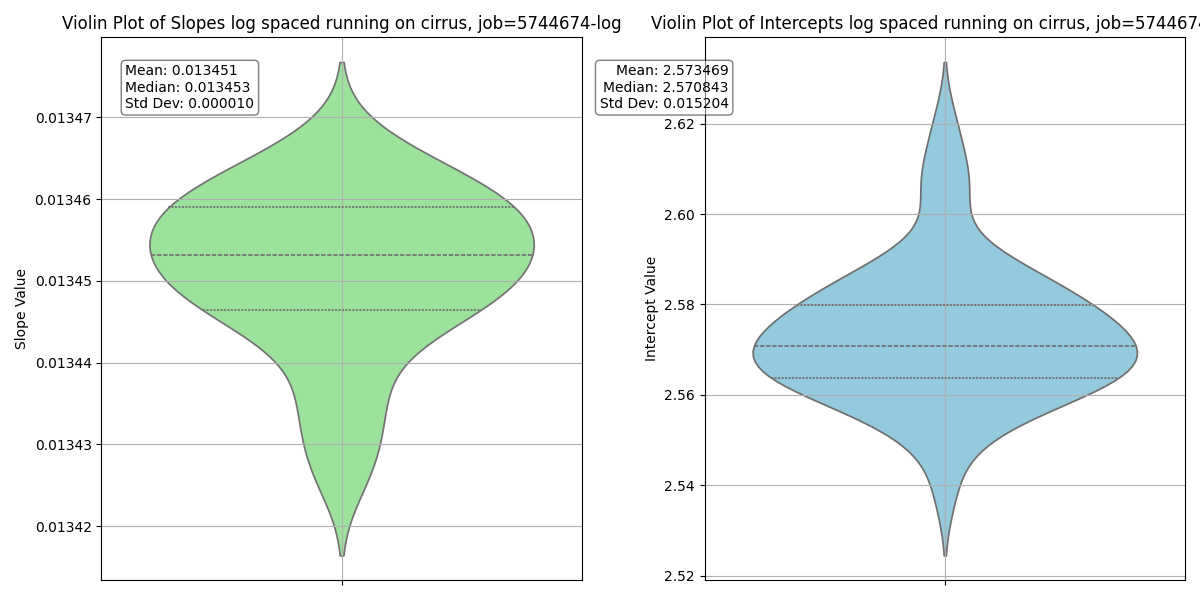 Violin Plot of Slopes log spaced running on cirrus, job=5744674-log
Mean: 0.013451
Median: 0.013453
Std Dev: 0.000010
0.01347
0.01346
0.01345
0.01344
0.01343
0.01342
Slope Value
Violin Plot of Intercepts log spaced running on cirrus, job=5744674
Mean: 2.573469
Median: 2.570843
Std Dev: 0.015204
2.62
2.60
2.58
2.56
2.54
2.52
Intercept Value